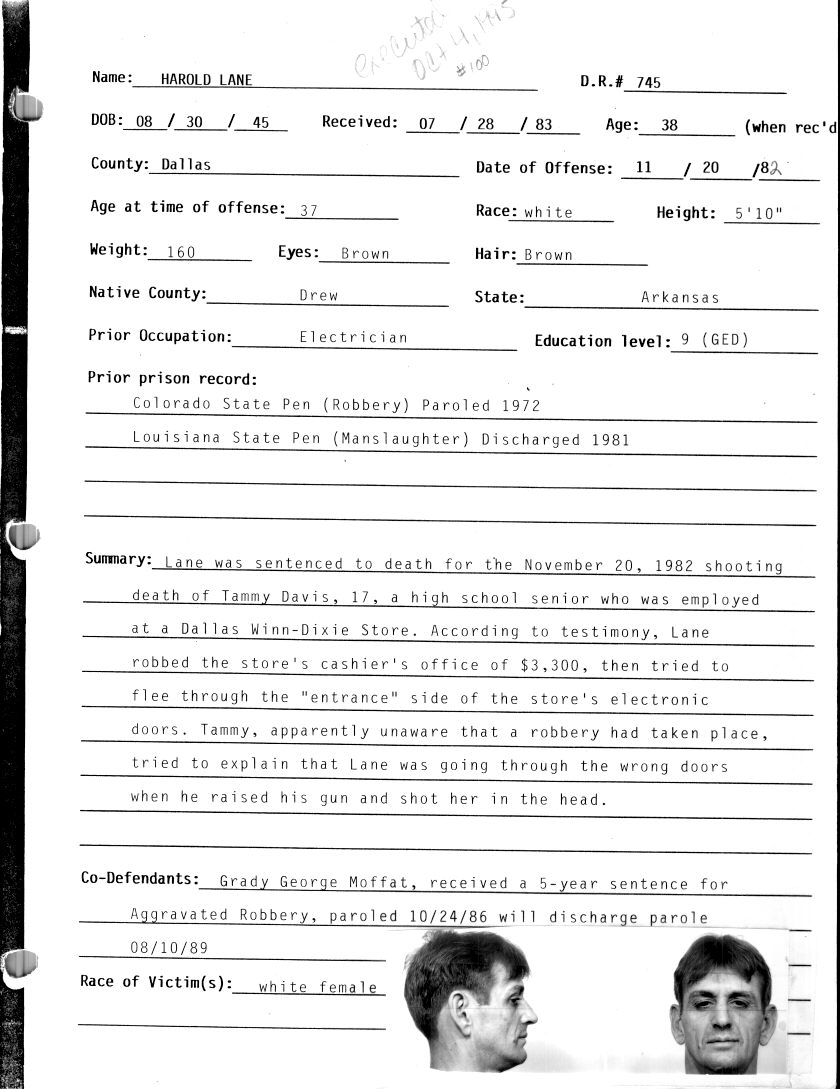 executed
Oct 4, 1995
#100
Name: HAROLD LANE D.R.# 745
DOB: 08 / 30 / 45 Received: 07 / 28 / 83 Age: 38 (when rec'd
County: Dallas Date of Offense: 11 / 20 /82
Age at time of offense: 37 Race: white Height: 5'10"
Weight: 160 Eyes: Brown Hair: Brown
Native County: Drew State: Arkansas
Prior Occupation: Electrician Education level: 9 (GED)
Prior prison record:
Colorado State Pen (Robbery) Paroled 1972
Louisiana State Pen (Manslaughter) Discharged 1981
Summary: Lane was sentenced to death for the November 20, 1982 shooting
death of Tammy Davis, 17, a high school senior who was employed
at a Dallas Winn-Dixie Store. According to testimony, Lane
robbed the store's cashier's office of $3,300, then tried to
flee through the "entrance" side of the store's electronic
doors. Tammy, apparently unaware that a robbery had taken place,
tried to explain that Lane was going through the wrong doors
when he raised his gun and shot her in the head.
Co-Defendants: Grady George Moffat, received a 5-year sentence for
Aggravated Robbery, paroled 10/24/86 will discharge parole
08/10/89
Race of Victim(s): white female